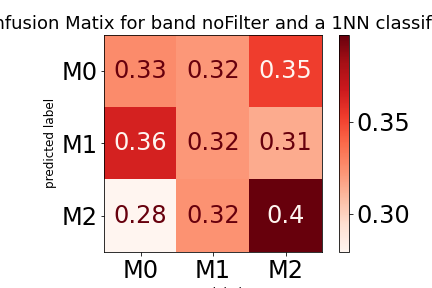 nfusion Matix for band noFilter and a 1NN classif
M0 0.33 0.32 0.35
M1 0.36 0.32 0.31
M2 0.28 0.32 0.4
M0 M1 M2
predicted label
0.35
0.30